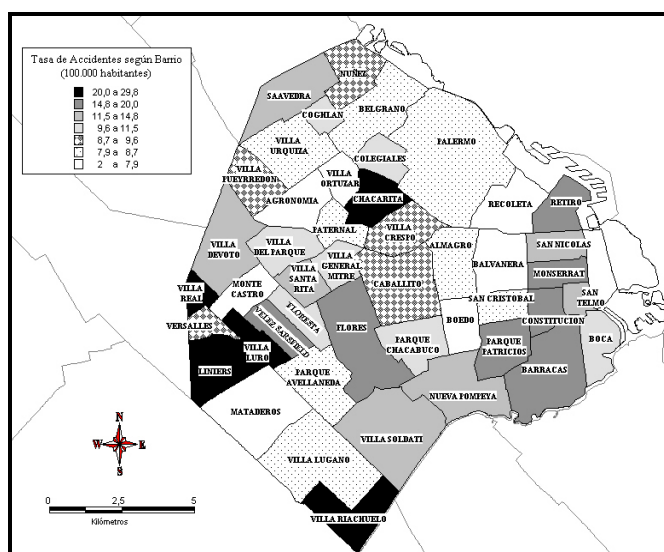 Tasa de Accidentes según Barrio
(100.000 habitantes)
20,0 a 29,8
14,8 a 20,0
11,5 a 14,8
9,6 a 11,5
8,7 a 9,6
7,9 a 8,7
2 a 7,9
NUÑEZ
SAAVEDRA
COGHLAN
BELGRANO
VILLA
URQUIZA
COLEGIALES
PALERMO
VILLA
PUEYRREDON
VILLA
ORTUZAR
AGRONOMIA
CHACARITA
RECOLETA
RETIRO
PATERNAL
VILLA
CRESPO
VILLA
DEVOTO
VILLA
DEL PARQUE
VILLA
GENERAL
MITRE
ALMAGRO
BALVANERA
SAN NICOLAS
MONSERRAT
VILLA
SANTA
RITA
CABALLITO
VILLA
REAL
MONTE
CASTRO
SAN CRISTOBAL
SAN
TELMO
VERSALLES
FLORESTA
VELEZ SARSFIELD
FLORES
BOEDO
CONSTITUCION
VILLA
LURO
PARQUE
CHACABUCO
PARQUE
PATRICIOS
BOCA
LINIERS
PARQUE
AVELLANEDA
BARRACAS
NUEVA POMPEYA
MATADEROS
VILLA SOLDATI
VILLA LUGANO
VILLA RIACHUELO
N
W E
S
0 2,5 5
Kilómetros